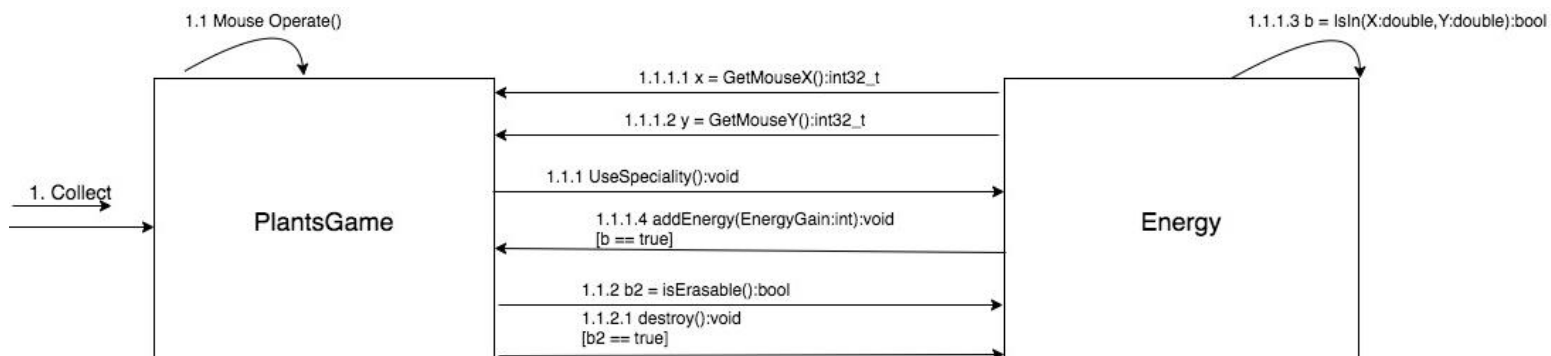 1.1 Mouse Operate()
1.1.1.3 b = IsIn(X:double,Y:double):bool
1.1.1.1 x = GetMouseX():int32_t
1.1.1.2 y = GetMouseY():int32_t
1. Collect
1.1.1 UseSpeciality():void
PlantsGame
1.1.1.4 addEnergy(EnergyGain:int):void
[b == true]
Energy
1.1.2 b2 = isErasable():bool
1.1.2.1 destroy():void
[b2 == true]